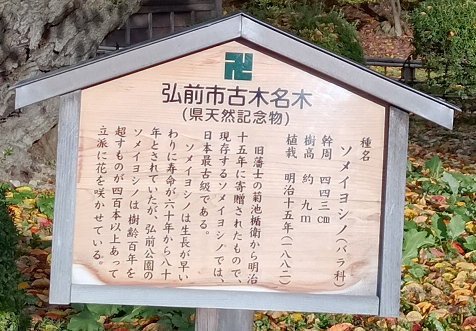 卍
弘前市古木名木
(県天然記念物)
種名
ソメイヨシノ(バラ科)
幹周 四四三㎝
樹高 約 九m
植栽 明治十五年(一八八二)
旧藩士の菊池楯衛から明治
十五年に寄贈されたもので、
現存するソメイヨシノでは、
日本最古級である。
ソメイヨシノは生長が早い
わりに寿命が六十年から八十
年とされていたが、弘前公園の
ソメイヨシノは樹齢百年を
超すものが四百本以上あって
立派に花を咲かせている。